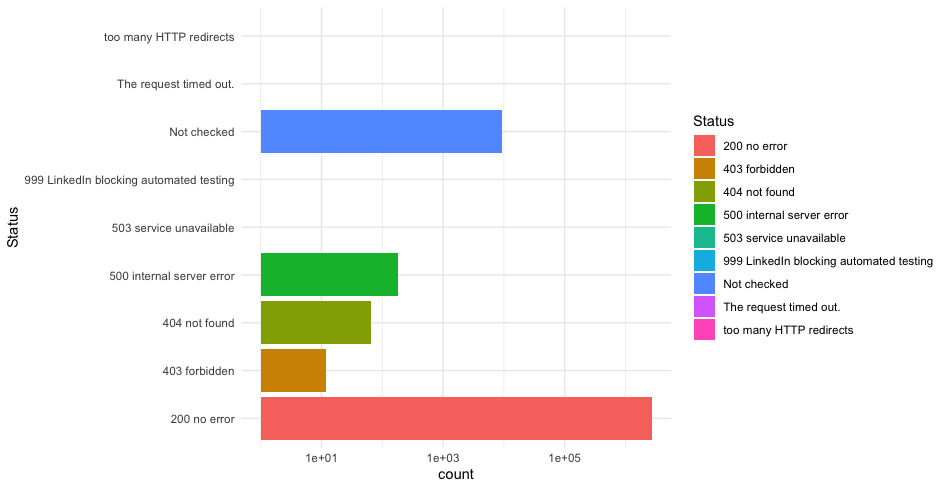 too many HTTP redirects
The request timed out.
Not checked
999 LinkedIn blocking automated testing
503 service unavailable
500 internal server error
404 not found
403 forbidden
200 no error
Status
1e+01 1e+03 1e+05
count
Status
200 no error
403 forbidden
404 not found
500 internal server error
503 service unavailable
999 LinkedIn blocking automated testing
Not checked
The request timed out.
too many HTTP redirects